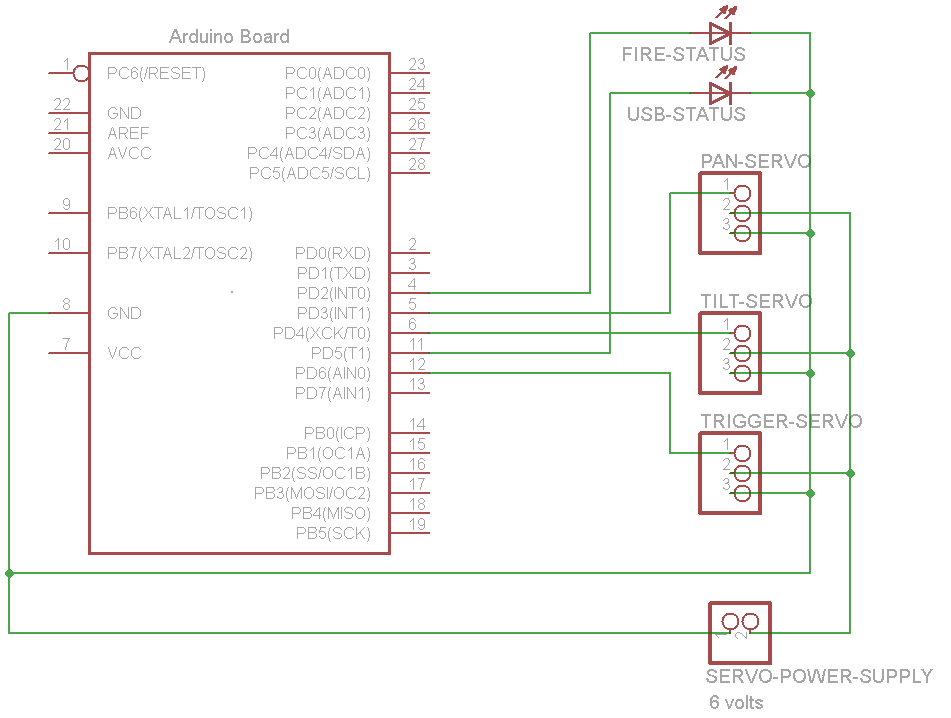 Arduino Board
1 PC6(/RESET)
22 GND
21 AREF
20 AVCC
9 PB6(XTAL1/TOSC1)
10 PB7(XTAL2/TOSC2)
8 GND
7 VCC
PC0(ADC0) 23
PC1(ADC1) 24
PC2(ADC2) 25
PC3(ADC3) 26
PC4(ADC4/SDA) 27
PC5(ADC5/SCL) 28
PD0(RXD) 2
PD1(TXD) 3
PD2(INT0) 4
PD3(INT1) 5
PD4(XCK/T0) 6
PD5(T1) 11
PD6(AIN0) 12
PD7(AIN1) 13
PB0(ICP) 14
PB1(OC1A) 15
PB2(SS/OC1B) 16
PB3(MOSI/OC2) 17
PB4(MISO) 18
PB5(SCK) 19
FIRE-STATUS
USB-STATUS
PAN-SERVO
1
2
3
TILT-SERVO
1
2
3
TRIGGER-SERVO
1
2
3
1 2
SERVO-POWER-SUPPLY
6 volts